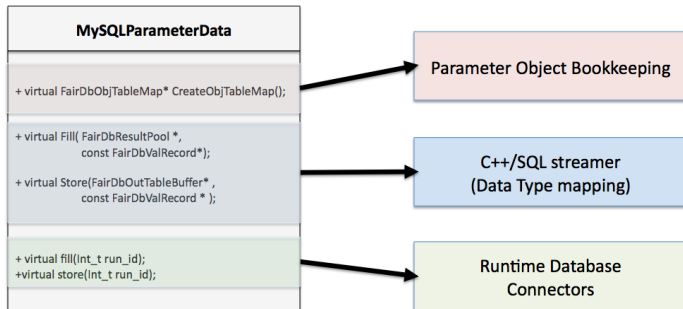 MySQLParameterData
+ virtual FairDbObjTableMap* CreateObjTableMap();
+ virtual Fill( FairDbResultPool *,
const FairDbValRecord*);
+ virtual Store(FairDbOutTableBuffer* ,
const FairDbValRecord * );
+ virtual fill(Int_t run_id);
+virtual store(Int_t run_id);
Parameter Object Bookkeeping
C++/SQL streamer
(Data Type mapping)
Runtime Database
Connectors